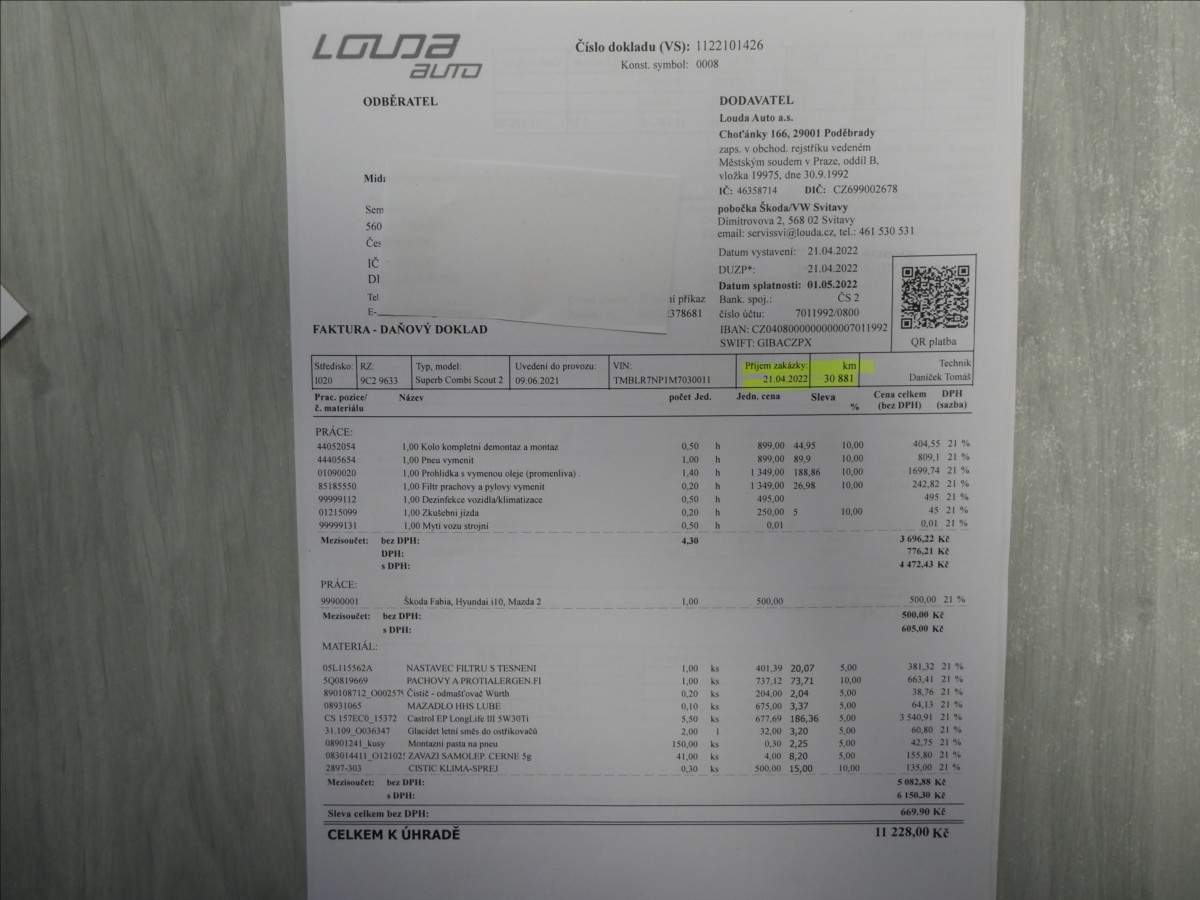 LOUDA
auto
Číslo dokladu (VS): 1122101426
Konst. symbol: 0008
ODBĚRATEL
DODAVATEL
Louda Auto a.s.
Choťánky 166, 29001 Poděbrady
zaps. v obchod. rejstříku vedeném
Městským soudem v Praze, oddíl B,
vložka 19975, dne 30.9.1992
IČ: 46358714 DIČ: CZ699002678
pobočka Škoda/VW Svitavy
Dimitrovova 2, 568 02 Svitavy
email: servissvi@louda.cz, tel.: 461 530 531
Datum vystavení: 21.04.2022
DUZP*: 21.04.2022
Datum splatnosti: 01.05.2022
Bank. spoj.: ČS 2
číslo účtu: 7011992/0800
IBAN: CZ0408000000000007011992
SWIFT: GIBACZPX
QR platba
Sem
560
Čes
IČ
DI
Tel
E-
ní příkaz
378681
FAKTURA - DAŇOVÝ DOKLAD
Středisko: RZ: Typ, model: Uvedení do provozu: VIN: Příjem zakázky: km Technik
1020 9C2 9633 Superb Combi Scout 2 09.06.2021 TMBLR7NP1M7030011 21.04.2022 30 881 Daníček Tomáš
Prac. pozice/ Název počet Jed. Jedn. cena Sleva Cena celkem DPH
č. materiálu % (bez DPH) (sazba)
PRÁCE:
44052054 1,00 Kolo kompletni demontaz a montaz 0,50 h 899,00 44,95 10,00 404,55 21 %
44405654 1,00 Pneu vymenit 1,00 h 899,00 89,9 10,00 809,1 21 %
01090020 1,00 Prohlidka s vymenou oleje (promenliva) . 1,40 h 1 349,00 188,86 10,00 1699,74 21 %
85185550 1,00 Filtr prachovy a pylovy vymenit 0,20 h 1 349,00 26,98 10,00 242,82 21 %
99999112 1,00 Dezinfekce vozidla/klimatizace 0,50 h 495,00 495 21 %
01215099 1,00 Zkušební jízda 0,20 h 250,00 5 10,00 45 21 %
99999131 1,00 Mytí vozu strojní 0,50 h 0,01 0,01 21 %
Mezisoučet: bez DPH: 4,30 3 696,22 Kč
DPH: 776,21 Kč
s DPH: 4 472,43 Kč
PRÁCE:
99900001 Škoda Fabia, Hyundai i10, Mazda 2 1,00 500,00 500,00 21 %
Mezisoučet: bez DPH: 500,00 Kč
s DPH: 605,00 Kč
MATERIÁL:
05L115562A NASTAVEC FILTRU S TESNENI 1,00 ks 401,39 20,07 5,00 381,32 21 %
5Q0819669 PACHOVY A PROTIALERGEN.FI 1,00 ks 737,12 73,71 10,00 663,41 21 %
890108712_O002579 Čistič - odmašťovač Würth 0,20 ks 204,00 2,04 5,00 38,76 21 %
08931065 MAZADLO HHS LUBE 0,10 ks 675,00 3,37 5,00 64,13 21 %
CS 157EC0_15372 Castrol EP LongLife III 5W30Ti 5,50 ks 677,69 186,36 5,00 3 540,91 21 %
31.109_O036347 Glacidet letní směs do ostřikovačů 2,00 l 32,00 3,20 5,00 60,80 21 %
08901241_kusy Montazni pasta na pneu 150,00 ks 0,30 2,25 5,00 42,75 21 %
083014411_O12102 ZAVAZI SAMOLEP. CERNE 5g 41,00 ks 4,00 8,20 5,00 155,80 21 %
2897-303 CISTIC KLIMA-SPREJ 0,30 ks 500,00 15,00 10,00 135,00 21 %
Mezisoučet: bez DPH: 5 082,88 Kč
s DPH: 6 150,30 Kč
Sleva celkem bez DPH: 669,90 Kč
CELKEM K ÚHRADĚ 11 228,00 Kč